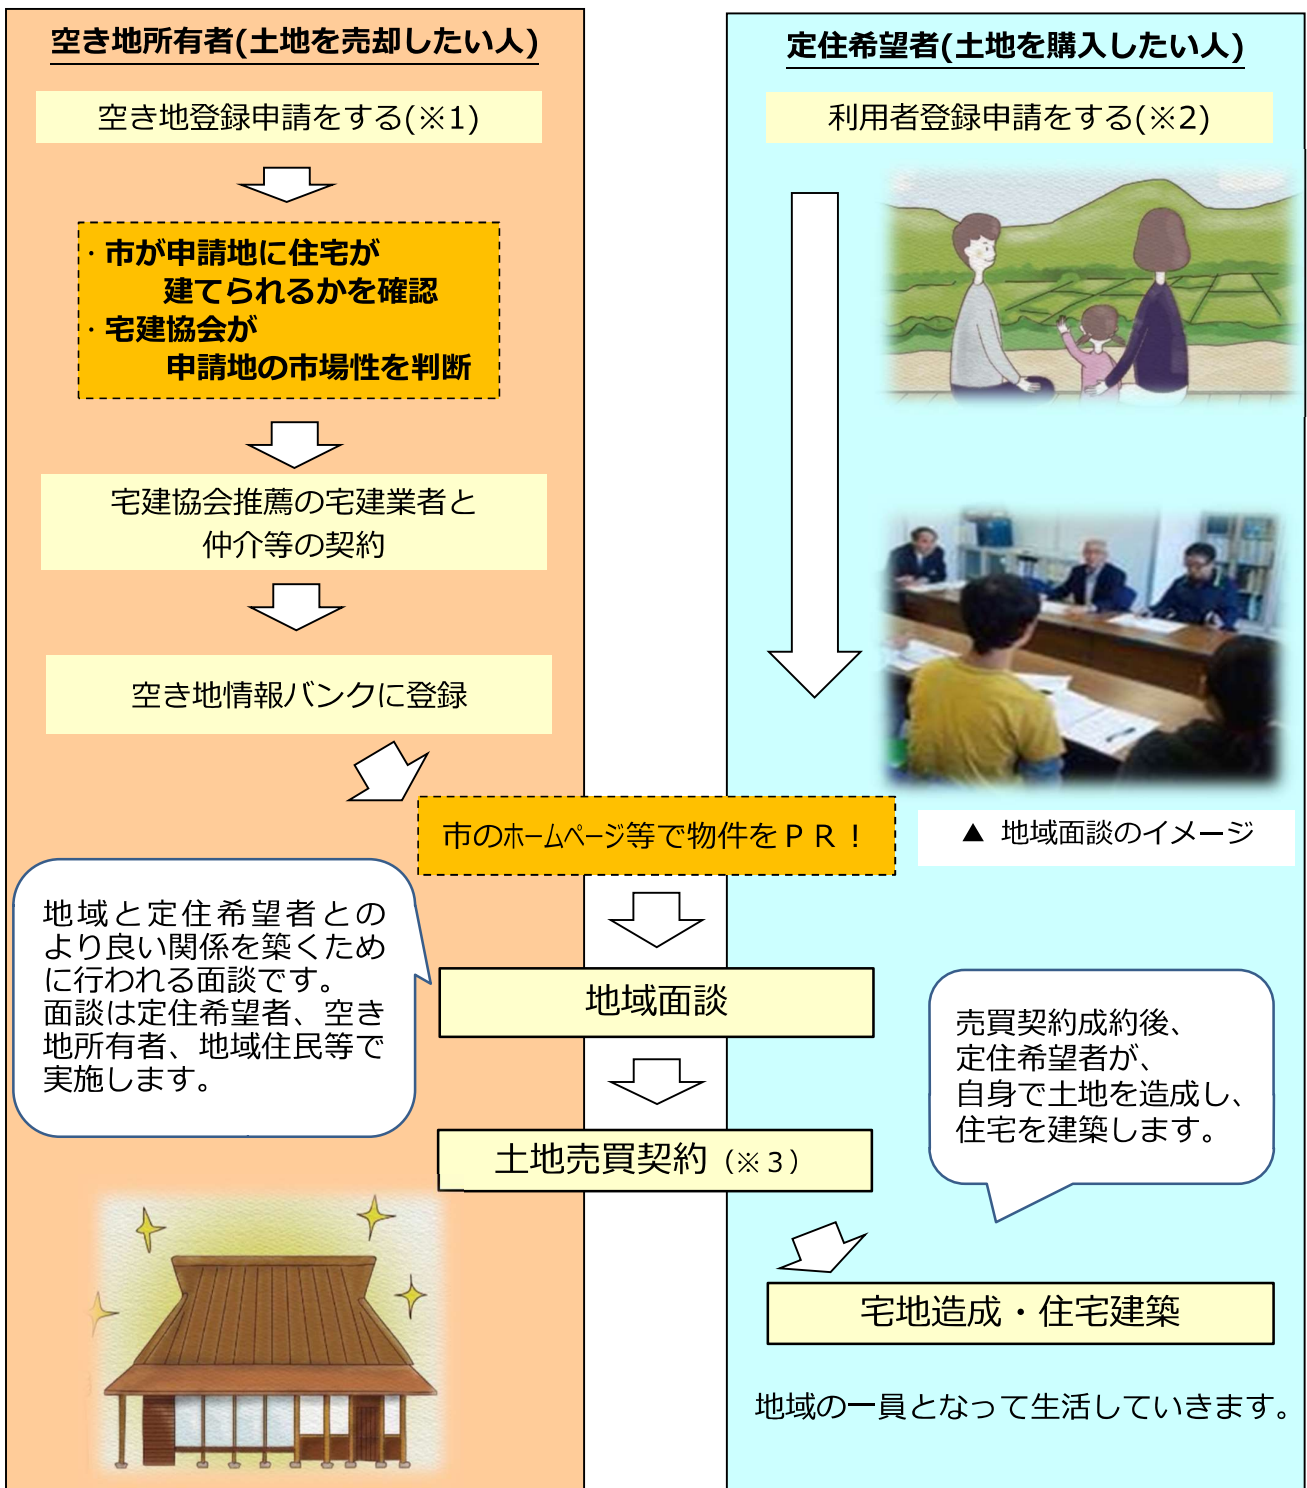 空き地所有者(土地を売却したい人)
空き地登録申請をする(※1)
・市が申請地に住宅が
建てられるかを確認
・宅建協会が
申請地の市場性を判断
宅建協会推薦の宅建業者と
仲介等の契約
空き地情報バンクに登録
定住希望者(土地を購入したい人)
利用者登録申請をする(※2)
▲ 地域面談のイメージ
市のホームページ等で物件をPR！
地域と定住希望者との
より良い関係を築くため
に行われる面談です。
面談は定住希望者、空き
地所有者、地域住民等で
実施します。
地域面談
土地売買契約（※3）
売買契約成約後、
定住希望者が、
自身で土地を造成し、
住宅を建築します。
宅地造成・住宅建築
地域の一員となって生活していきます。